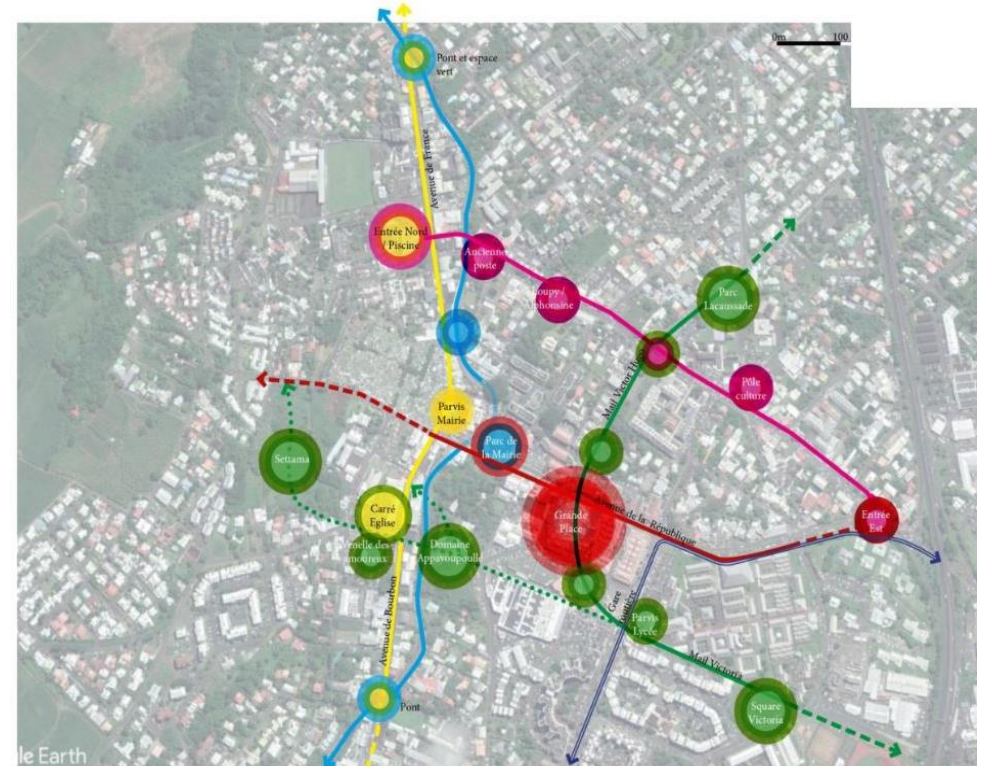 0m 100
Pont et espace
vert
Avenue de France
Entrée Nord
/ Piscine
Ancienne
poste
Parc
Lacaussade
Mail Victor Hugo
Pôle
culture
Parvis
Mairie
Parc de
la Mairie
Settama
Carré
Eglise
Grande
Place
Avenue de la République
Entrée
Est
Domaine
Appavoupoullé
Gare
routière
Parvis
Lycée
Avenue de Bourbon
Mail Victoria
Square
Victoria
Pont
le Earth